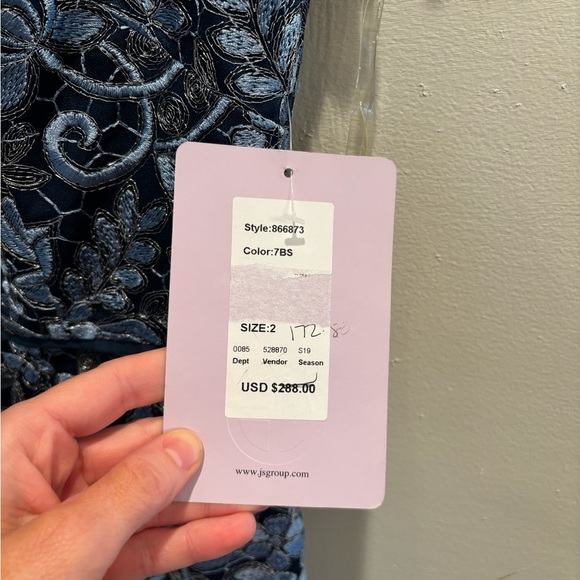 Style:866873
Color:7BS
SIZE:2 172.80
0085 528870 S19
Dept Vendor Season
USD $288.00
www.jsgroup.com